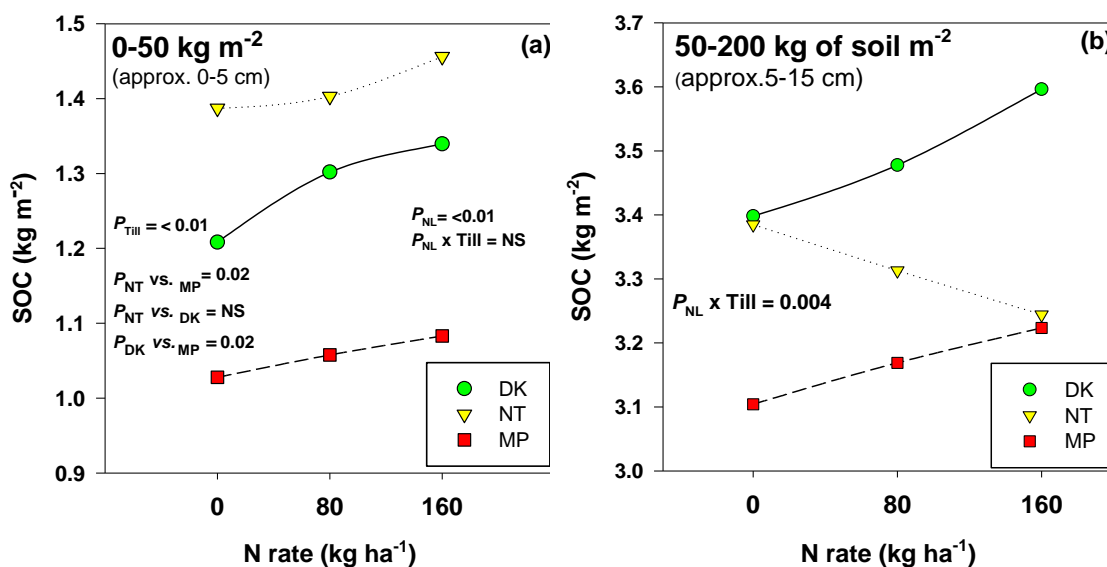 0-50 kg m-2
(approx. 0-5 cm)
(a)
1.5
1.4
1.3
1.2
1.1
1.0
0.9
SOC (kg m-2)
PTill = < 0.01
PNT vs. MP = 0.02
PNT vs. DK = NS
PDK vs. MP = 0.02
PNL= <0.01
PNL x Till = NS
DK
NT
MP
0 80 160
N rate (kg ha-1)
50-200 kg of soil m-2
(approx.5-15 cm)
(b)
3.7
3.6
3.5
3.4
3.3
3.2
3.1
3.0
SOC (kg m-2)
PNL x Till = 0.004
DK
NT
MP
0 80 160
N rate (kg ha-1)